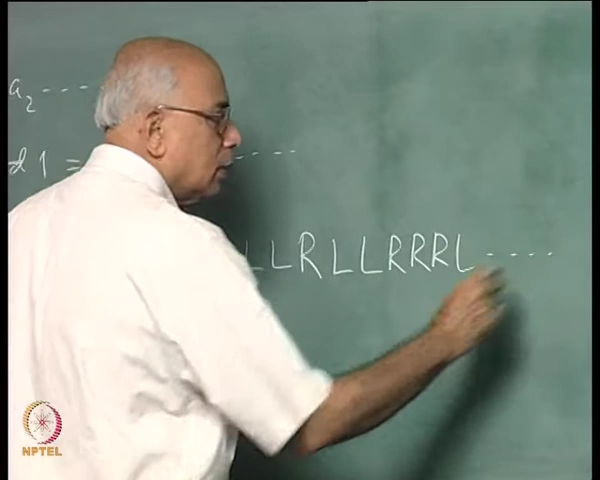 a₂ ----
d 1 = ----
LLRLLRRRL ----
NPTEL